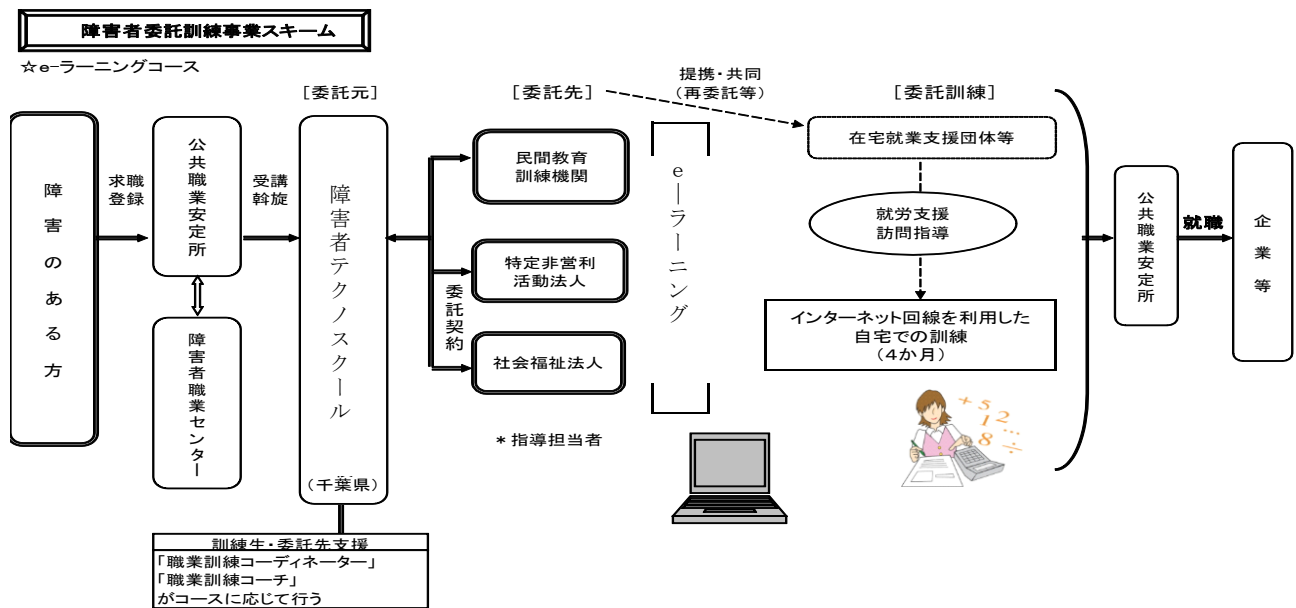 障害者委託訓練事業スキーム
☆e-ラーニングコース
[委託元]
[委託先]
提携・共同
(再委託等)
[委託訓練]
障害のある方
求職
登録
公共職業安定所
障害者職業センター
受講
斡旋
障害者テクノスクール
(千葉県)
委託契約
民間教育
訓練機関
特定非営利
活動法人
社会福祉法人
*指導担当者
e―ラーニング
在宅就業支援団体等
就労支援
訪問指導
インターネット回線を利用した
自宅での訓練
(4か月)
+ 5
1 2 ...
8 ÷
公共職業安定所
就職
企業等
訓練生・委託先支援
「職業訓練コーディネーター」
「職業訓練コーチ」
がコースに応じて行う